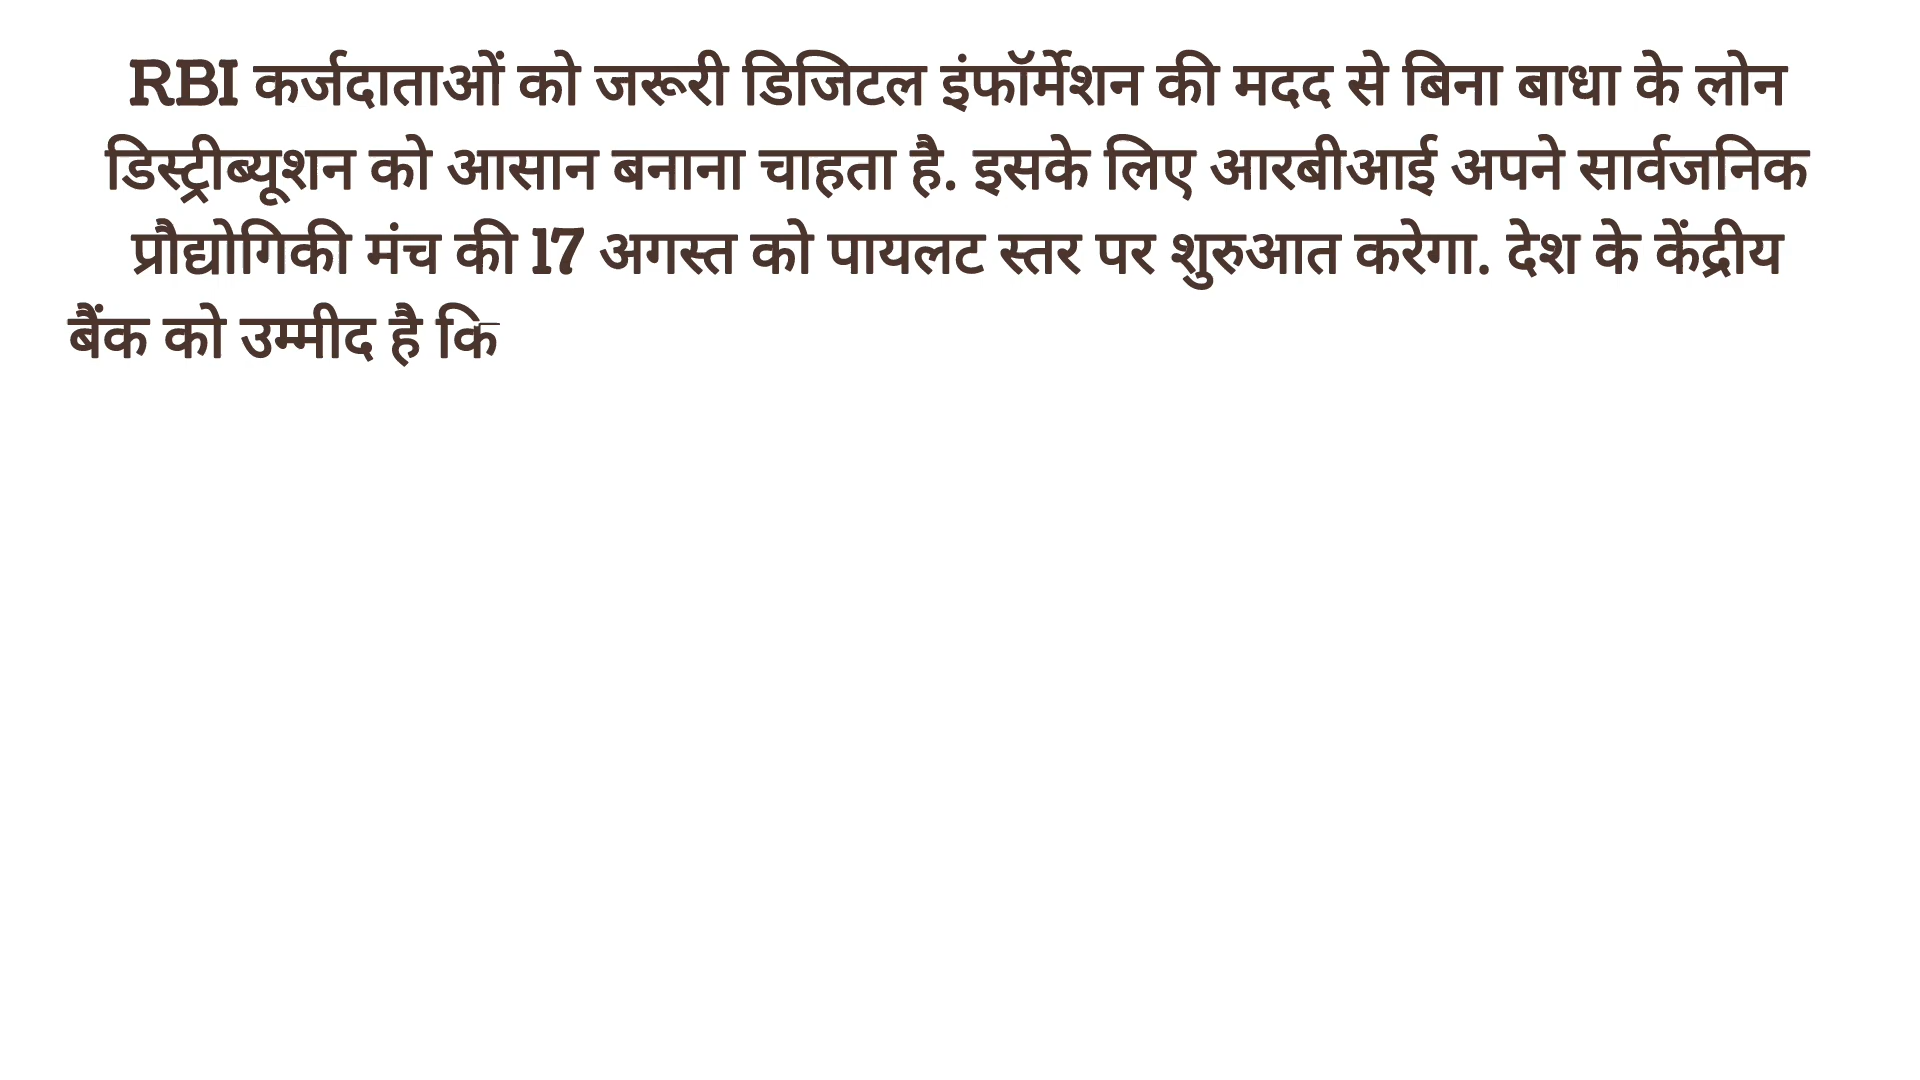 RBI कर्जदाताओं को जरूरी डिजिटल इंफॉर्मेशन की मदद से बिना बाधा के लोन
डिस्ट्रीब्यूशन को आसान बनाना चाहता है. इसके लिए आरबीआई अपने सार्वजनिक
प्रौद्योगिकी मंच की 17 अगस्त को पायलट स्तर पर शुरुआत करेगा. देश के केंद्रीय
बैंक को उम्मीद है कि